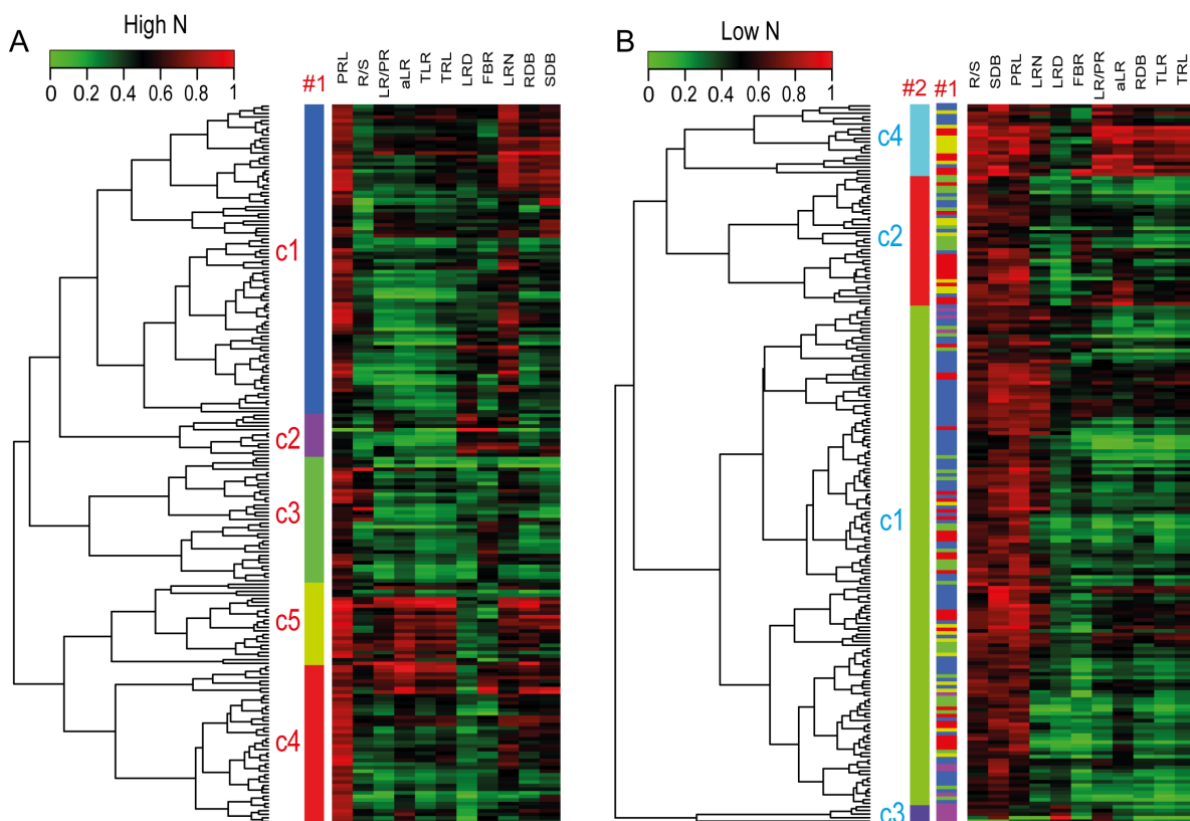 A
High N
0 0.2 0.4 0.6 0.8 1
#1
PRL R/S LR/PR aLR TLR TRL LRD FBR LRN RDB SDB
c1
c2
c3
c5
c4
B
Low N
0 0.2 0.4 0.6 0.8 1
#2 #1
R/S SDB PRL LRN LRD FBR LR/PR aLR RDB TLR TRL
c4
c2
c1
c3